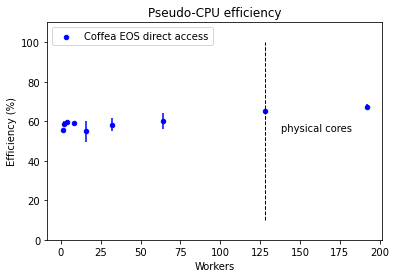 Pseudo-CPU efficiency
Coffea EOS direct access
physical cores
Efficiency (%)
100
80
60
40
20
0
0 25 50 75 100 125 150 175 200
Workers